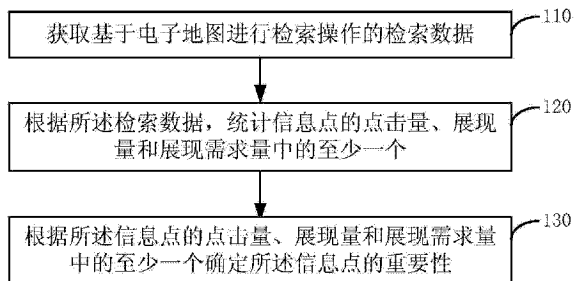 获取基于电子地图进行检索操作的检索数据
110
根据所述检索数据，统计信息点的点击量、展现
量和展现需求量中的至少一个
120
根据所述信息点的点击量、展现量和展现需求量
中的至少一个确定所述信息点的重要性
130